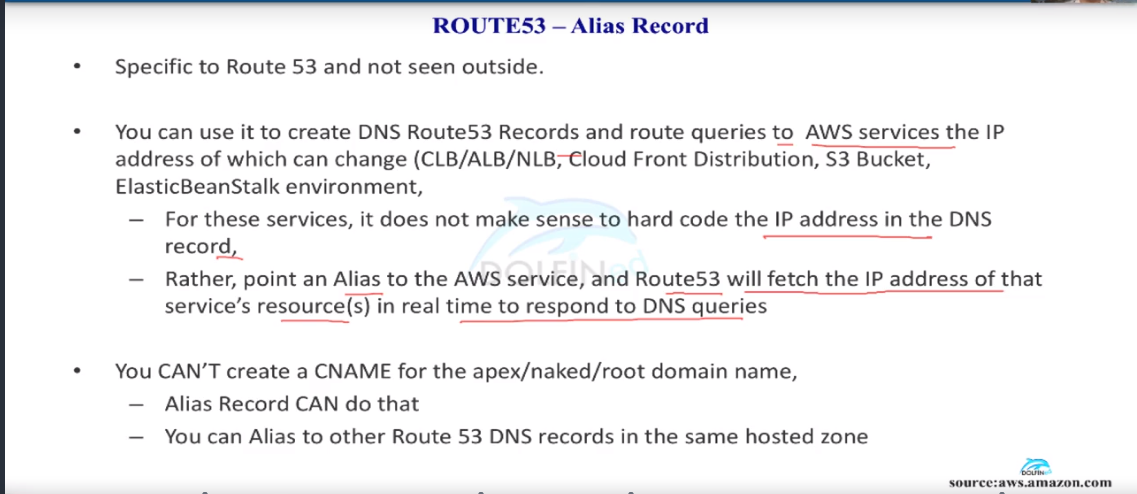 ROUTE53 – Alias Record
• Specific to Route 53 and not seen outside.
• You can use it to create DNS Route53 Records and route queries to AWS services the IP
address of which can change (CLB/ALB/NLB, Cloud Front Distribution, S3 Bucket,
ElasticBeanStalk environment,
– For these services, it does not make sense to hard code the IP address in the DNS
record,
– Rather, point an Alias to the AWS service, and Route53 will fetch the IP address of that
service's resource(s) in real time to respond to DNS queries
• You CAN'T create a CNAME for the apex/naked/root domain name,
– Alias Record CAN do that
– You can Alias to other Route 53 DNS records in the same hosted zone
DOLFIN
source:aws.amazon.com